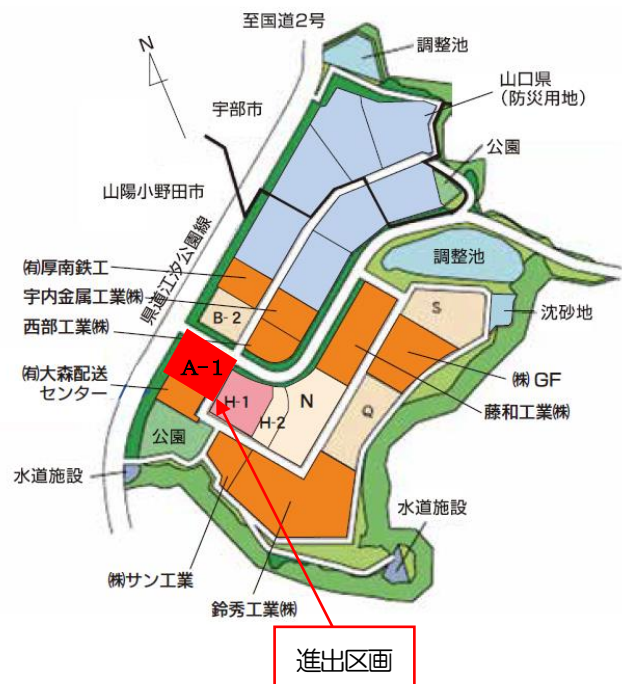 至国道2号
調整池
N
山口県
(防災用地)
宇部市
公園
山陽小野田市
県道江汐公園線
調整池
㈲厚南鉄工
宇内金属工業㈱
B-2
S
沈砂地
西部工業㈱
A-1
㈱GF
㈲大森配送
センター
H-1
H-2
N
Q
藤和工業㈱
公園
水道施設
水道施設
㈱サン工業
鈴秀工業㈱
進出区画